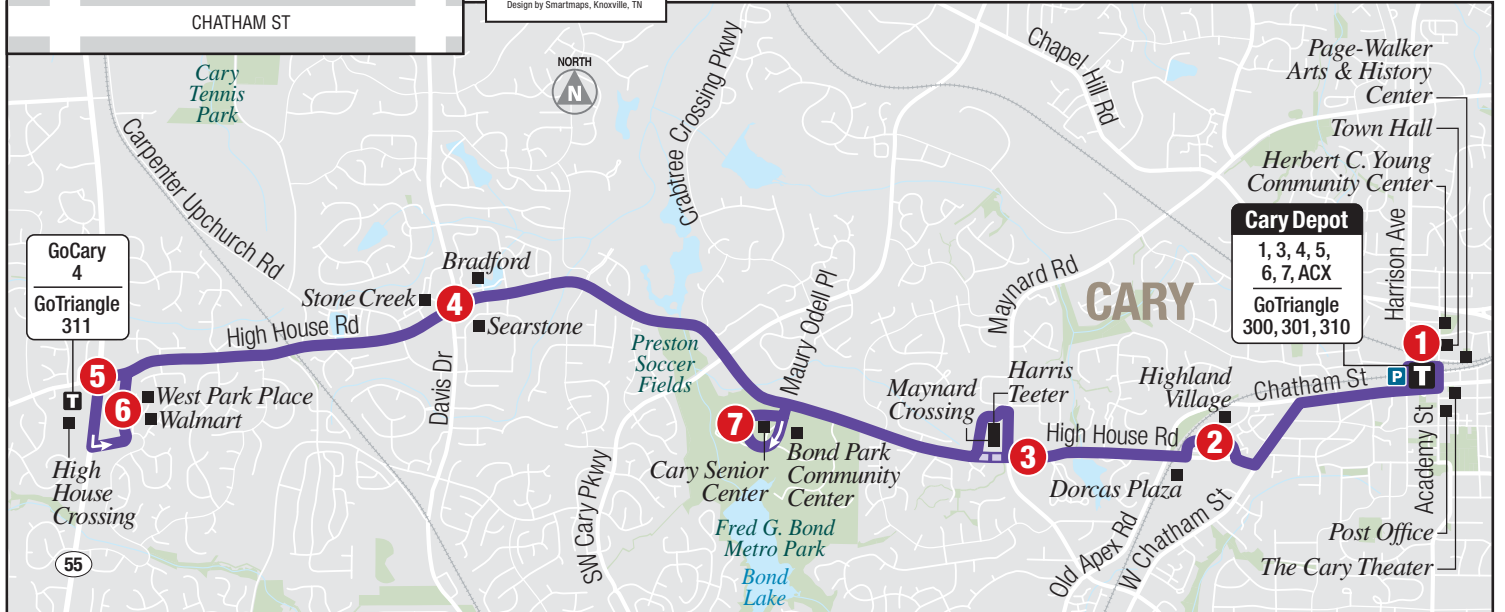 Design by Smartmaps, Knoxville, TN
CHATHAM ST
Cary
Tennis
Park
NORTH
N
Crabtree Crossing Pkwy
Chapel Hill Rd
Page-Walker
Arts & History
Center
Town Hall
Herbert C. Young
Community Center
Carpenter Upchurch Rd
Cary Depot
1, 3, 4, 5,
6, 7, ACX
GoTriangle
300, 301, 310
Harrison Ave
GoCary
4
GoTriangle
311
Bradford
Stone Creek
4
Searstone
High House Rd
Maury Odell Pl
Maynard Rd
CARY
Preston
Soccer
Fields
Davis Dr
1
P
T
5
T
6
West Park Place
Walmart
High
House
Crossing
55
7
Cary Senior
Center
Bond Park
Community
Center
Maynard
Crossing
Harris
Teeter
3
High House Rd
Highland
Village
2
Chatham St
Dorcas Plaza
Academy St
SW Cary Pkwy
Fred G. Bond
Metro Park
Bond
Lake
Old Apex Rd
W Chatham St
Post Office
The Cary Theater